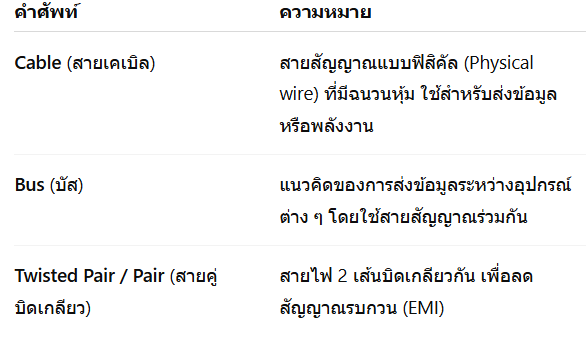 คำศัพท์ ความหมาย
Cable (สายเคเบิล) สายสัญญาณแบบฟิสิคัล (Physical
wire) ที่มีฉนวนหุ้ม ใช้สำหรับส่งข้อมูล
หรือพลังงาน
Bus (บัส) แนวคิดของการส่งข้อมูลระหว่างอุปกรณ์
ต่าง ๆ โดยใช้สายสัญญาณร่วมกัน
Twisted Pair / Pair (สายคู่ สายไฟ 2 เส้นบิดเกลียวกัน เพื่อลด
บิดเกลียว) สัญญาณรบกวน (EMI)